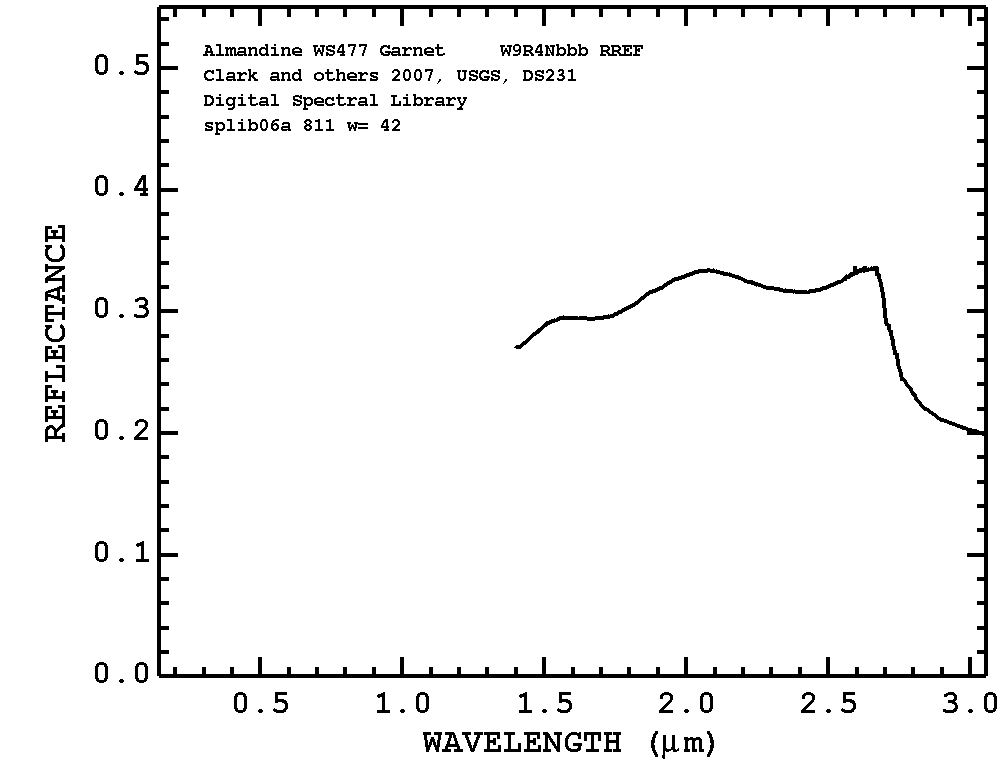 Almandine WS477 Garnet W9R4Nbbb RREF
Clark and others 2007, USGS, DS231
Digital Spectral Library
splib06a 811 w= 42
REFLECTANCE
0.5
0.4
0.3
0.2
0.1
0.0
0.5 1.0 1.5 2.0 2.5 3.0
WAVELENGTH (μm)